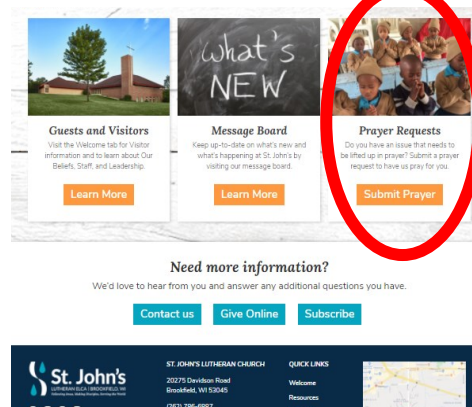 what's
NEW
Guests and Visitors
Visit the Welcome tab for Visitor
information and to learn about Our
Beliefs, Staff, and Leadership.
Learn More
Message Board
Keep up-to-date on what's new and
what's happening at St. John's by
visiting our message board.
Learn More
Prayer Requests
Do you have an issue that needs to
be lifted up in prayer? Submit a prayer
request to have us pray for you.
Submit Prayer
Need more information?
We'd love to hear from you and answer any additional questions you have.
Contact us
Give Online
Subscribe
St. John's
LUTHERAN ELCA | BROOKFIELD, WI
ST. JOHN'S LUTHERAN CHURCH
20275 Davidson Road
Brookfield, WI 53045
QUICK LINKS
Welcome
Resources